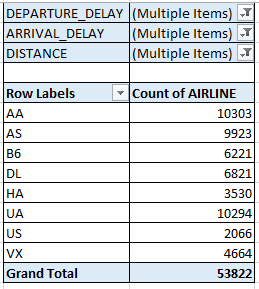 DEPARTURE_DELAY (Multiple Items)
ARRIVAL_DELAY (Multiple Items)
DISTANCE (Multiple Items)
Row Labels Count of AIRLINE
AA 10303
AS 9923
B6 6221
DL 6821
HA 3530
UA 10294
US 2066
VX 4664
Grand Total 53822